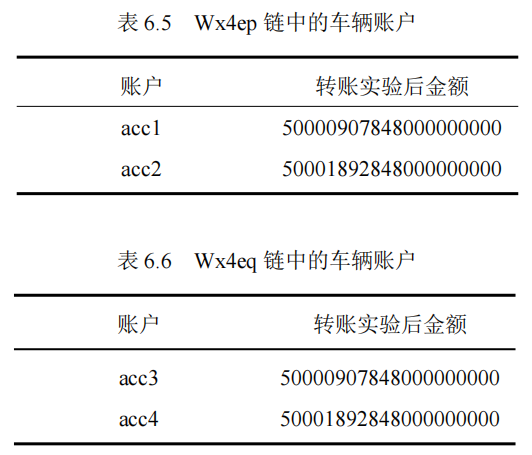 表 6.5 Wx4ep 链中的车辆账户
账户 转账实验后金额
acc1 50000907848000000000
acc2 50001892848000000000
表 6.6 Wx4eq 链中的车辆账户
账户 转账实验后金额
acc3 50000907848000000000
acc4 50001892848000000000